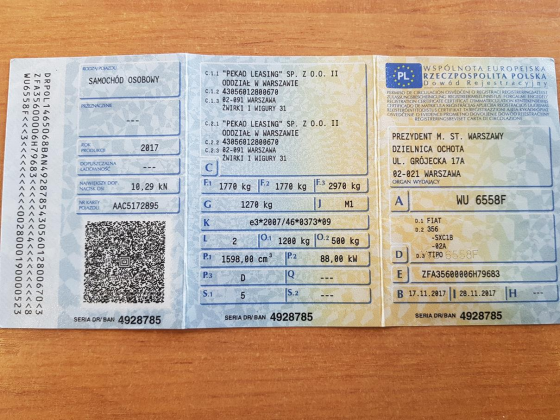 RODZAJ POJAZDU
SAMOCHÓD OSOBOWY
PRZEZNACZENIE
---
ROK PRODUKCJI
2017
DOPUSZCZALNA ŁADOWNOŚĆ
---
NAJWIĘKSZY DOP. NACISK OSI
10,29 kN
NR KARTY POJAZDU
AAC5172895
SERIA DR/BAN 4928785
C.1.1 "PEKAO LEASING" SP. Z O.O. II
ODDZIAŁ W WARSZAWIE
C.1.2 43056012800670
C.1.3 02-091 WARSZAWA
ŻWIRKI I WIGURY 31
C.2.1 "PEKAO LEASING" SP. Z O.O. II
ODDZIAŁ W WARSZAWIE
C.2.2 43056012800670
C.2.3 02-091 WARSZAWA
ŻWIRKI I WIGURY 31
C
F.1 1770 kg F.2 1770 kg F.3 2970 kg
G 1270 kg J M1
K e3*2007/46*0373*09
L 2 O.1 1200 kg O.2 500 kg
P.1 1598,00 cm³ P.2 88,00 kW
P.3 D Q ---
S.1 5 S.2 ---
SERIA DR/BAN 4928785
PL
WSPÓLNOTA EUROPEJSKA
RZECZPOSPOLITA POLSKA
Dowód Rejestracyjny
PREZYDENT M. ST. WARSZAWY
DZIELNICA OCHOTA
UL. GRÓJECKA 17A
02-021 WARSZAWA
ORGAN WYDAJĄCY
A WU 6558F
D.1 FIAT
D.2 356
-SXC1B
-02A
D D.3 TIPO
E ZFA35600006H79683
B 17.11.2017 I 28.11.2017 H ---
SERIA DR/BAN 4928785